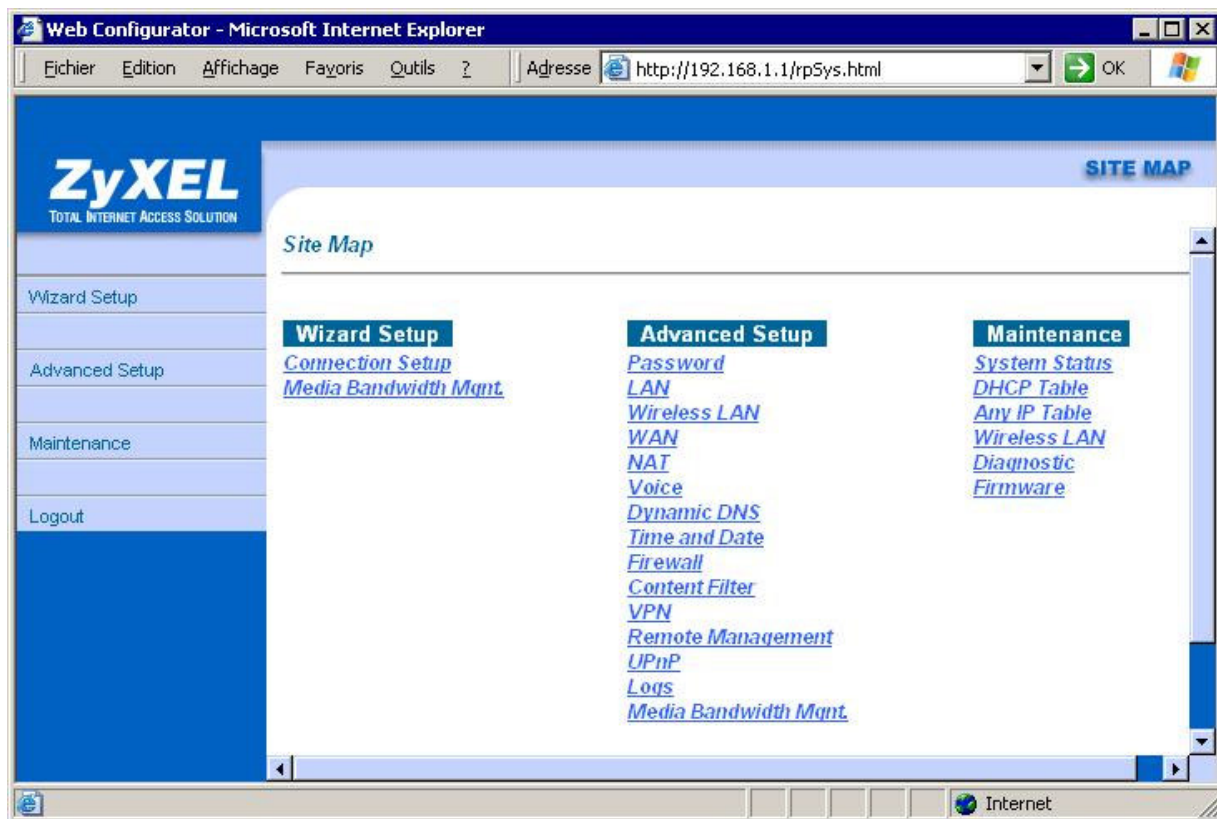 Web Configurator - Microsoft Internet Explorer
Fichier Edition Affichage Favoris Outils ? Adresse http://192.168.1.1/rpSys.html OK
ZyXEL
TOTAL INTERNET ACCESS SOLUTION
SITE MAP
Wizard Setup
Advanced Setup
Maintenance
Logout
Site Map
Wizard Setup
Connection Setup
Media Bandwidth Mgnt.
Advanced Setup
Password
LAN
Wireless LAN
WAN
NAT
Voice
Dynamic DNS
Time and Date
Firewall
Content Filter
VPN
Remote Management
UPnP
Logs
Media Bandwidth Mgnt.
Maintenance
System Status
DHCP Table
Any IP Table
Wireless LAN
Diagnostic
Firmware
Internet